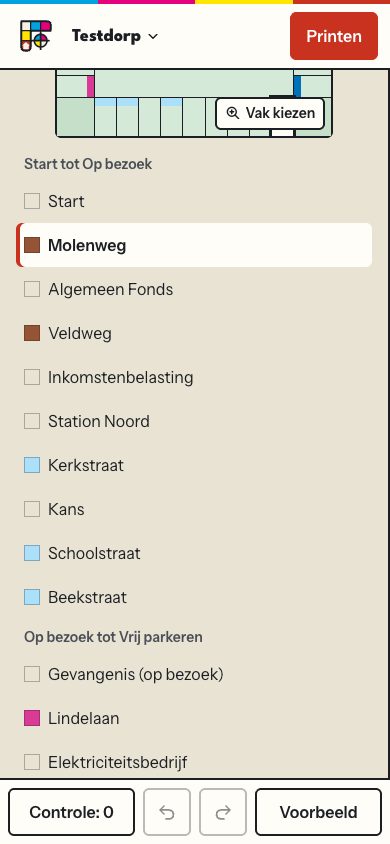 Testdorp
Printen
Vak kiezen
Start tot Op bezoek
Start
Molenweg
Algemeen Fonds
Veldweg
Inkomstenbelasting
Station Noord
Kerkstraat
Kans
Schoolstraat
Beekstraat
Op bezoek tot Vrij parkeren
Gevangenis (op bezoek)
Lindelaan
Elektriciteitsbedrijf
Controle: 0
Voorbeeld